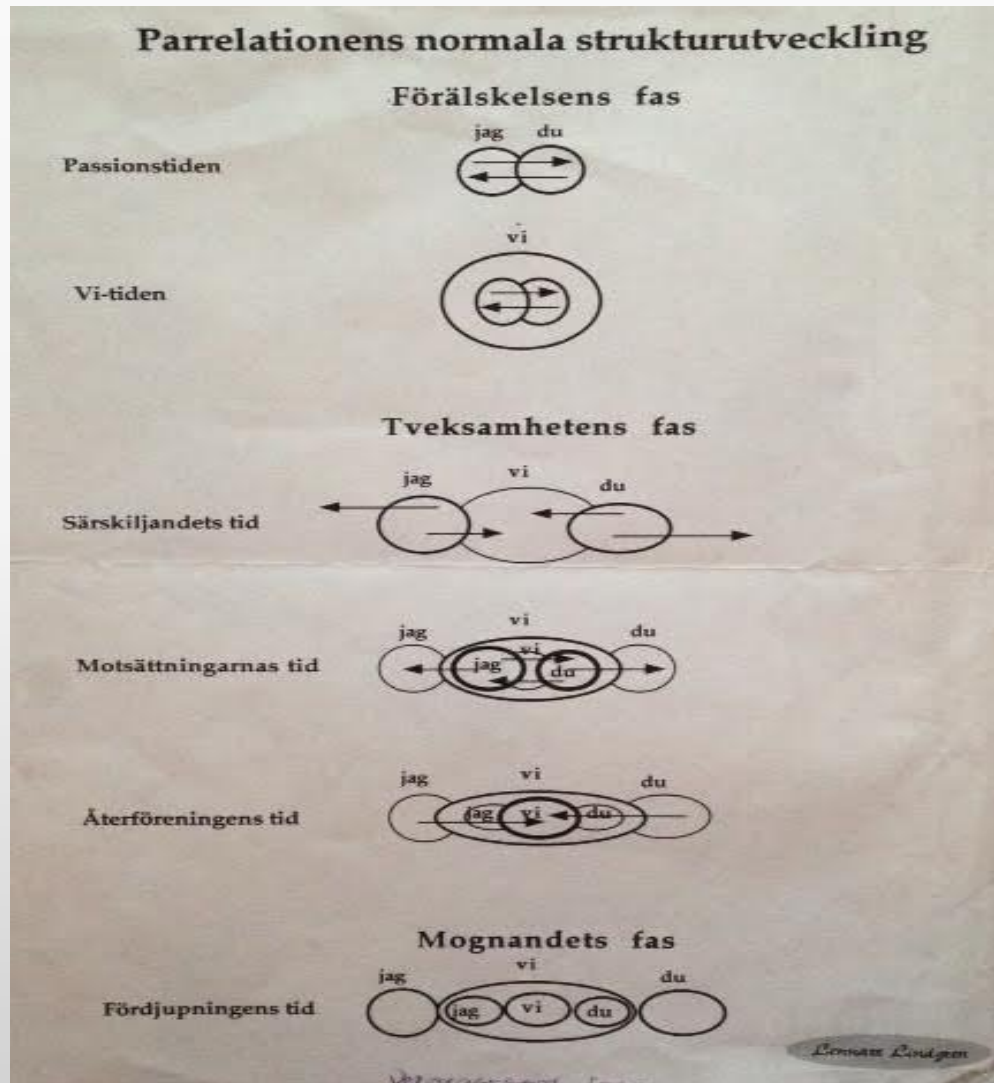 Parrelationens normala strukturutveckling
Förälskelsens fas
jag du
Passionstiden
vi
Vi-tiden
Tveksamhetens fas
jag vi du
Särskiljandets tid
jag vi du
Motsättningarnas tid
jag vi du
jag vi du
Återföreningens tid
jag vi du
Mognandets fas
jag vi du
Fördjupningens tid
jag vi du
Lennart Lindgren